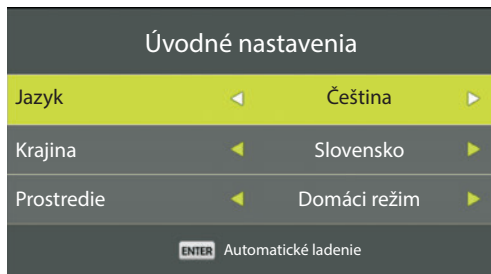 Úvodné nastavenia
Jazyk Čeština
Krajina Slovensko
Prostredie Domáci režim
ENTER Automatické ladenie